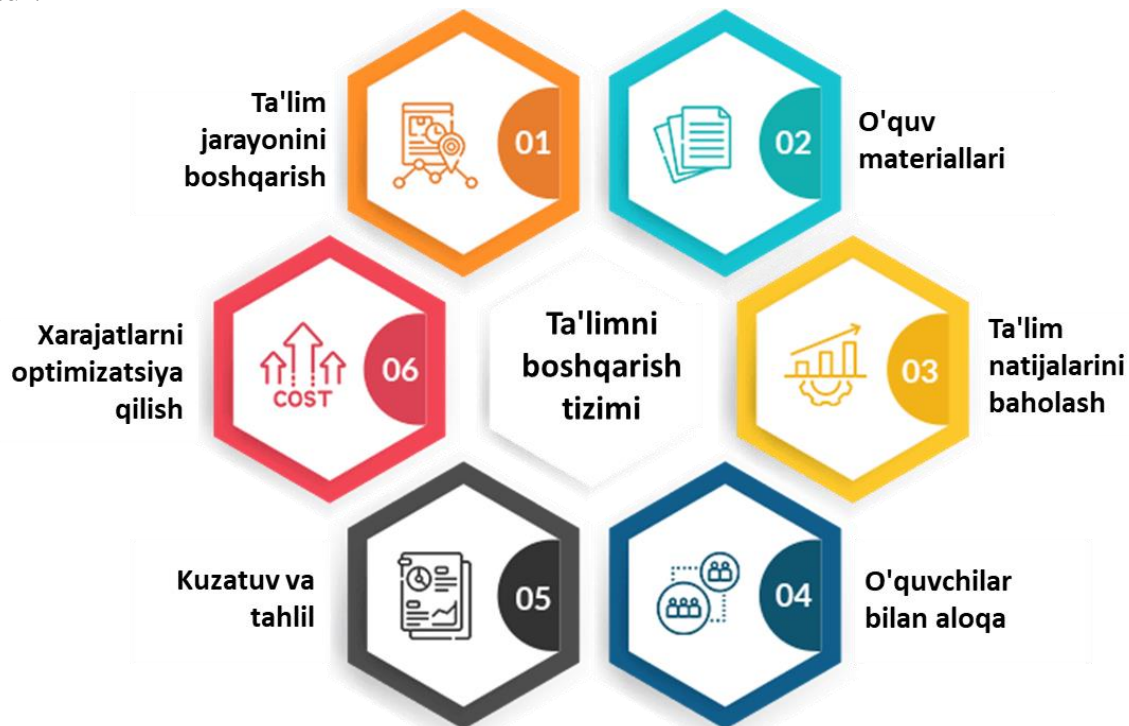 Ta'lim
jarayonini
boshqarish
01
02
O'quv
materiallari
Xarajatlarni
optimizatsiya
qilish
COST
06
Ta'limni
boshqarish
tizimi
03
Ta'lim
natijalarini
baholash
Kuzatuv va
tahlil
05
04
O'quvchilar
bilan aloqa